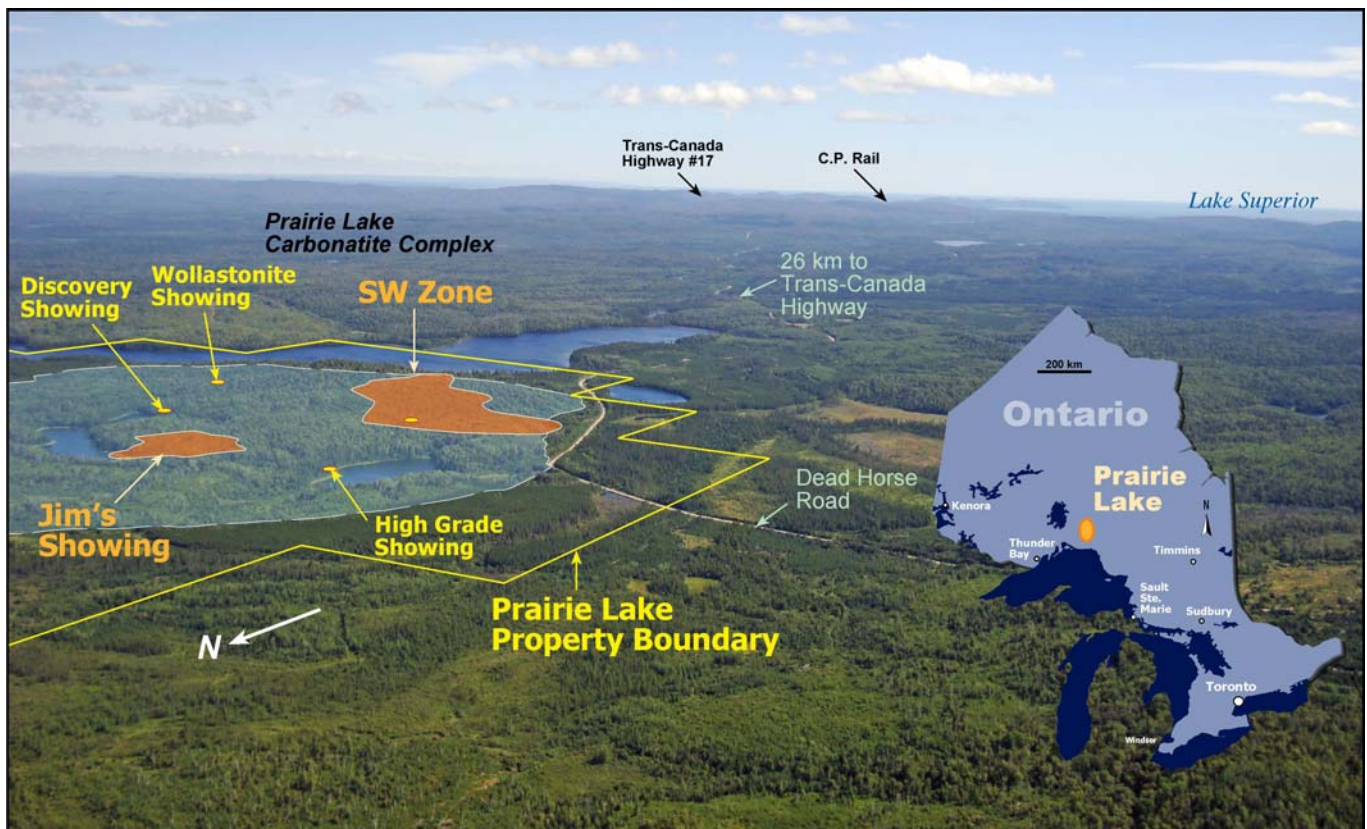 Trans-Canada
Highway #17
C.P. Rail
Lake Superior
Prairie Lake
Carbonatite Complex
Discovery
Showing
Wollastonite
Showing
SW Zone
26 km to
Trans-Canada
Highway
200 km
Ontario
Prairie
Lake
N
Kenora
Thunder
Bay
Timmins
Sault
Ste.
Marie
Sudbury
Toronto
Windsor
Jim's
Showing
High Grade
Showing
Dead Horse
Road
Prairie Lake
Property Boundary
N